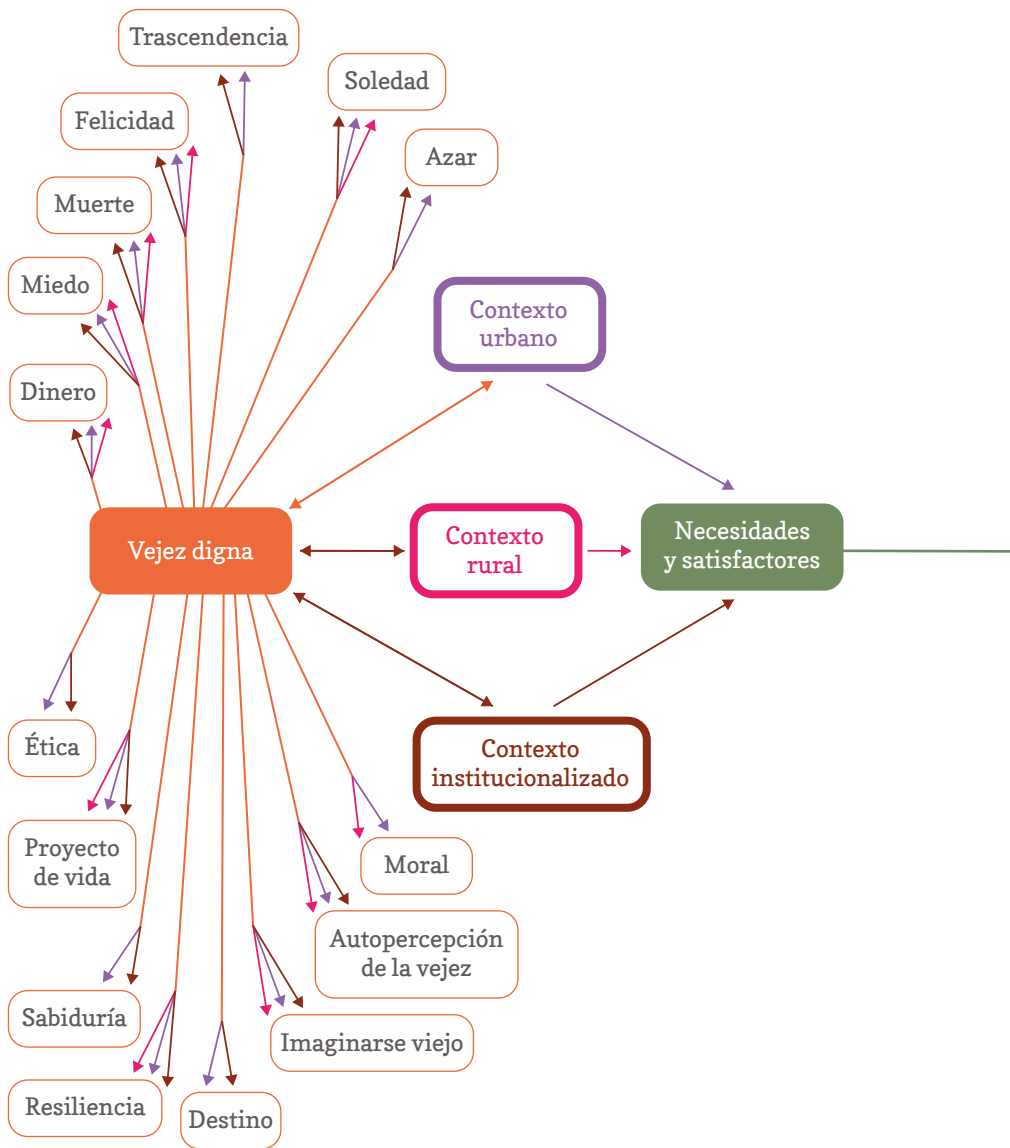 Trascendencia
Soledad
Felicidad
Azar
Muerte
Miedo
Dinero
Contexto
urbano
Vejez digna
Contexto
rural
Necesidades
y satisfactores
Contexto
institucionalizado
Ética
Proyecto
de vida
Moral
Autopercepción
de la vejez
Sabiduría
Imaginarse viejo
Resiliencia
Destino